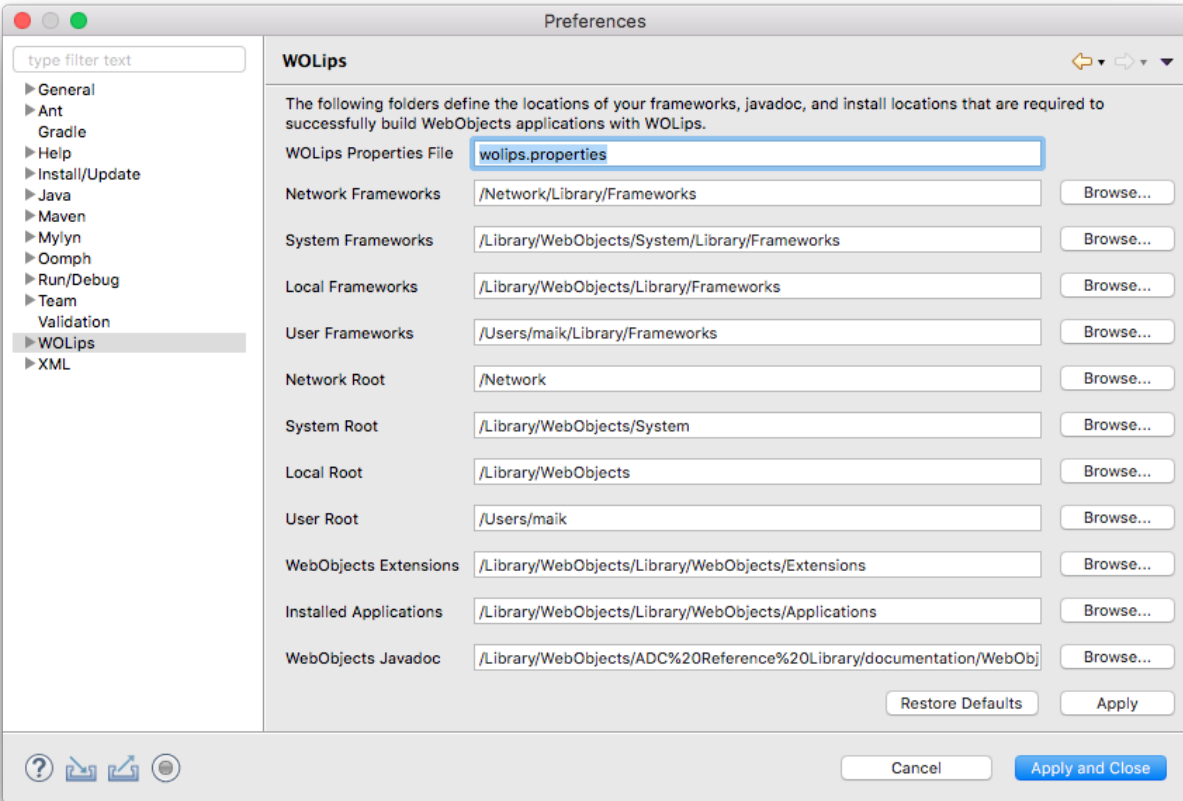 Preferences
type filter text
General
Ant
Gradle
Help
Install/Update
Java
Maven
Mylyn
Oomph
Run/Debug
Team
Validation
WOLips
XML
WOLips
The following folders define the locations of your frameworks, javadoc, and install locations that are required to
successfully build WebObjects applications with WOLips.
WOLips Properties File wolips.properties
Network Frameworks /Network/Library/Frameworks Browse...
System Frameworks /Library/WebObjects/System/Library/Frameworks Browse...
Local Frameworks /Library/WebObjects/Library/Frameworks Browse...
User Frameworks /Users/maik/Library/Frameworks Browse...
Network Root /Network Browse...
System Root /Library/WebObjects/System Browse...
Local Root /Library/WebObjects Browse...
User Root /Users/maik Browse...
WebObjects Extensions /Library/WebObjects/Library/WebObjects/Extensions Browse...
Installed Applications /Library/WebObjects/Library/WebObjects/Applications Browse...
WebObjects Javadoc /Library/WebObjects/ADC%20Reference%20Library/documentation/WebObj Browse...
Restore Defaults Apply
? Cancel Apply and Close